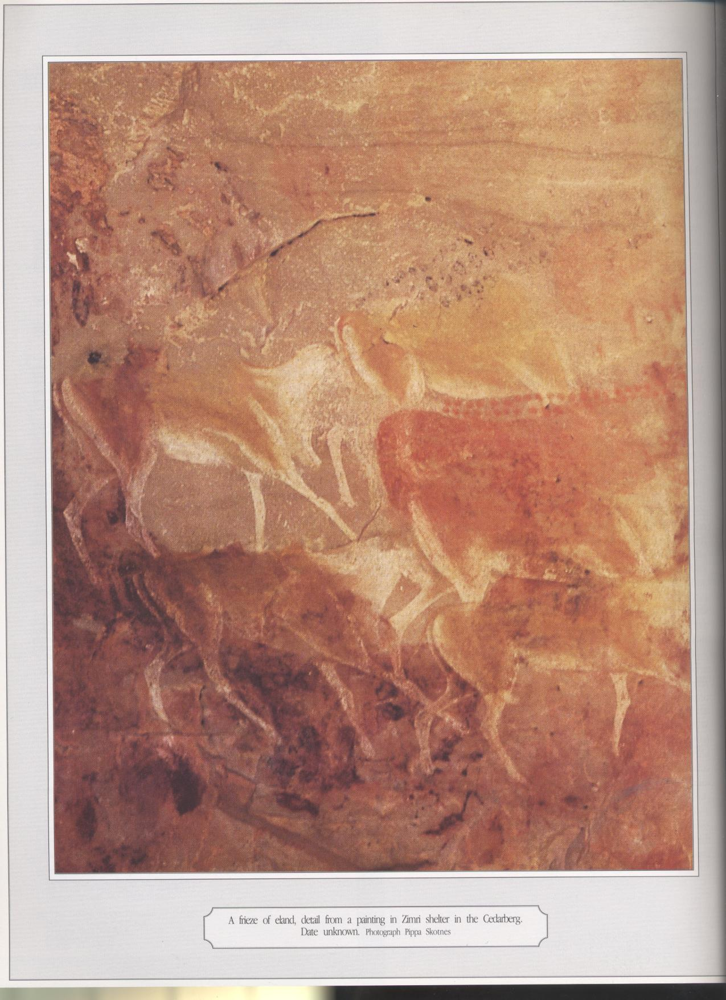 A frieze of eland, detail from a painting in Zimri shelter in the Cedarberg.
Date unknown. Photograph Pippa Skotnes